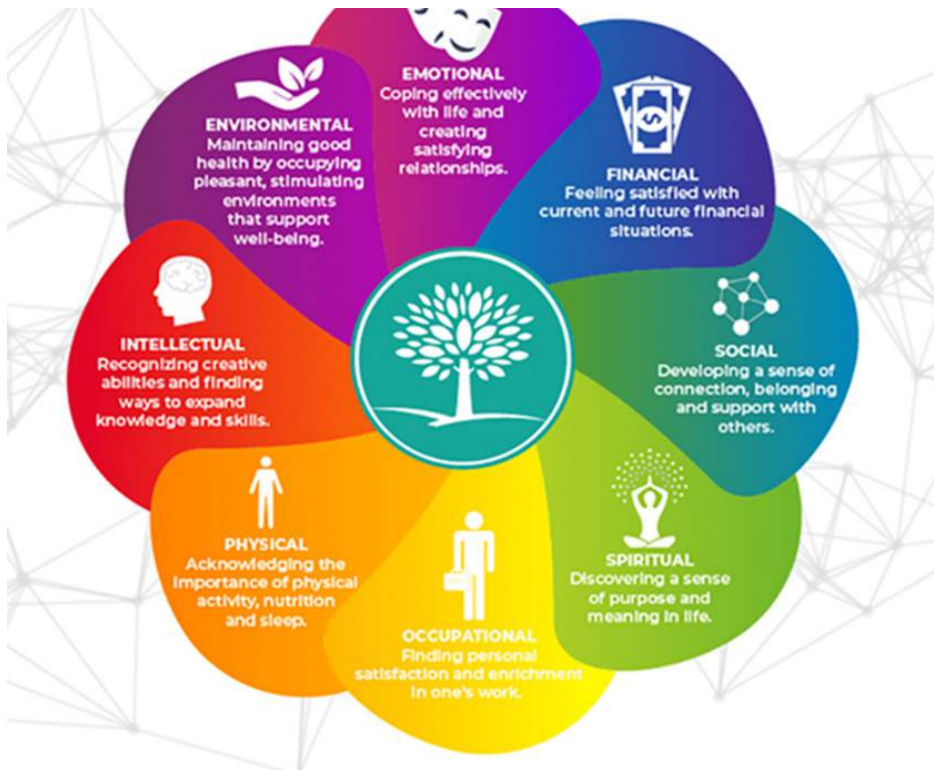 EMOTIONAL
Coping effectively
with life and
creating
satisfying
relationships.
FINANCIAL
Feeling satisfied with
current and future financial
situations.
SOCIAL
Developing a sense of
connection, belonging
and support with
others.
SPIRITUAL
Discovering a sense
of purpose and
meaning in life.
OCCUPATIONAL
Finding personal
satisfaction and enrichment
in one's work.
PHYSICAL
Acknowledging the
importance of physical
activity, nutrition
and sleep.
INTELLECTUAL
Recognizing creative
abilities and finding
ways to expand
knowledge and skills.
ENVIRONMENTAL
Maintaining good
health by occupying
pleasant, stimulating
environments
that support
well-being.